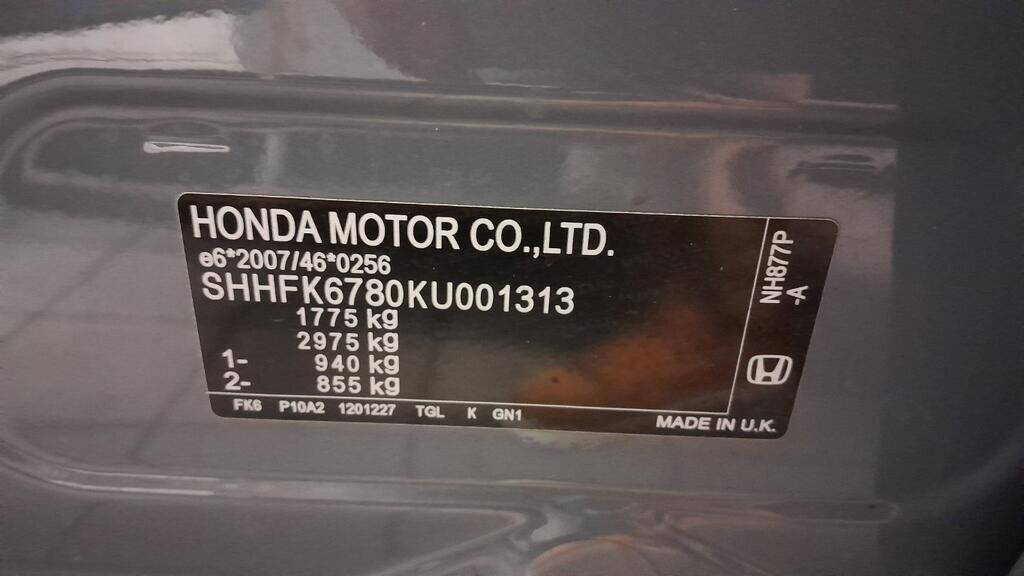 HONDA MOTOR CO.,LTD.
e6*2007/46*0256
SHHFK6780KU001313
1775 kg
2975 kg
1- 940 kg
2- 855 kg
FK6 P10A2 1201227 TGL K GN1
MADE IN U.K.
NH877P
-A